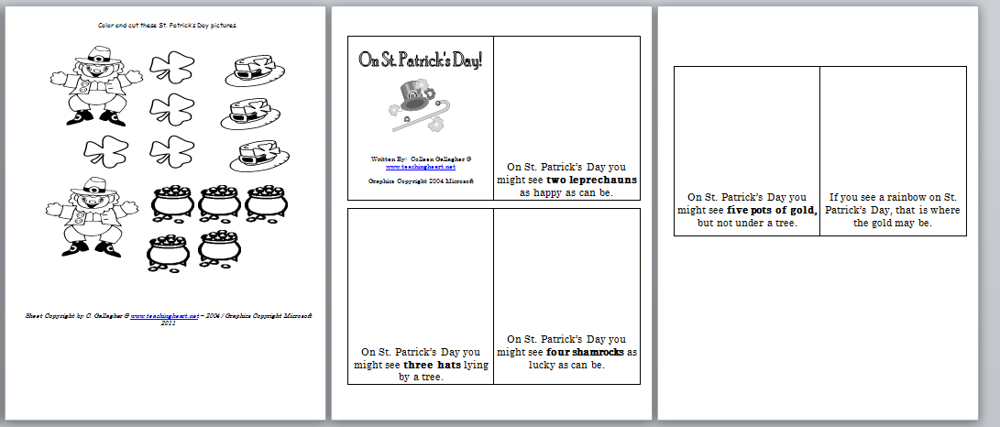 Color and cut these St. Patrick's Day pictures.
Sheet Copyright by C. Gallagher @ www.teachingheart.net – 2004 / Graphics Copyright Microsoft
2011
On St. Patrick's Day!
Written By: Colleen Gallagher @
www.teachingheart.net
Graphics Copyright 2004 Microsoft
On St. Patrick's Day you
might see two leprechauns
as happy as can be.
On St. Patrick's Day you
might see three hats lying
by a tree.
On St. Patrick's Day you
might see four shamrocks as
lucky as can be.
On St. Patrick's Day you
might see five pots of gold,
but not under a tree.
If you see a rainbow on St.
Patrick's Day, that is where
the gold may be.